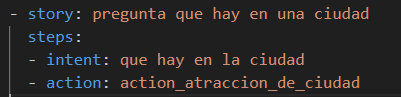 - story: pregunta que hay en una ciudad
  steps:
  - intent: que hay en la ciudad
  - action: action_atraccion_de_ciudad